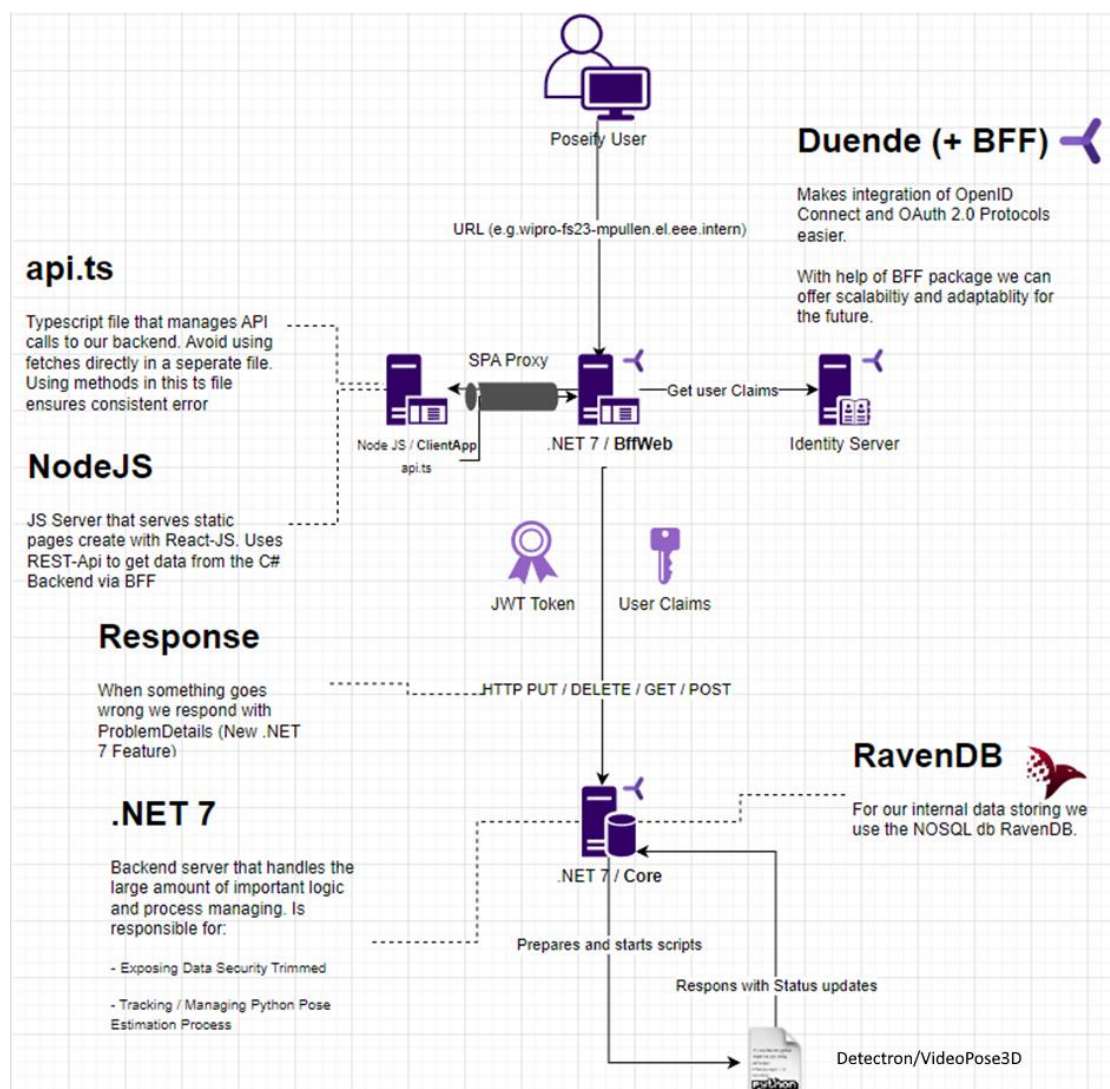 Poseify User
Duende (+ BFF)
Makes integration of OpenID
Connect and OAuth 2.0 Protocols
easier.
With help of BFF package we can
offer scalabiltiy and adaptablity for
the future.
URL (e.g.wipro-fs23-mpullen.el.eee.intern)
api.ts
Typescript file that manages API
calls to our backend. Avoid using
fetches directly in a seperate file.
Using methods in this ts file
ensures consistent error
SPA Proxy
Get user Claims
Node JS / ClientApp
api.ts
.NET 7 / BffWeb
Identity Server
NodeJS
JS Server that serves static
pages create with React-JS. Uses
REST-Api to get data from the C#
Backend via BFF
JWT Token
User Claims
Response
When something goes
wrong we respond with
ProblemDetails (New .NET
7 Feature)
HTTP PUT / DELETE / GET / POST
RavenDB
For our internal data storing we
use the NOSQL db RavenDB.
.NET 7
Backend server that handles the
large amount of important logic
and process managing. Is
responsible for:
- Exposing Data Security Trimmed
- Tracking / Managing Python Pose
Estimation Process
.NET 7 / Core
Prepares and starts scripts
Respons with Status updates
Detectron/VideoPose3D
python